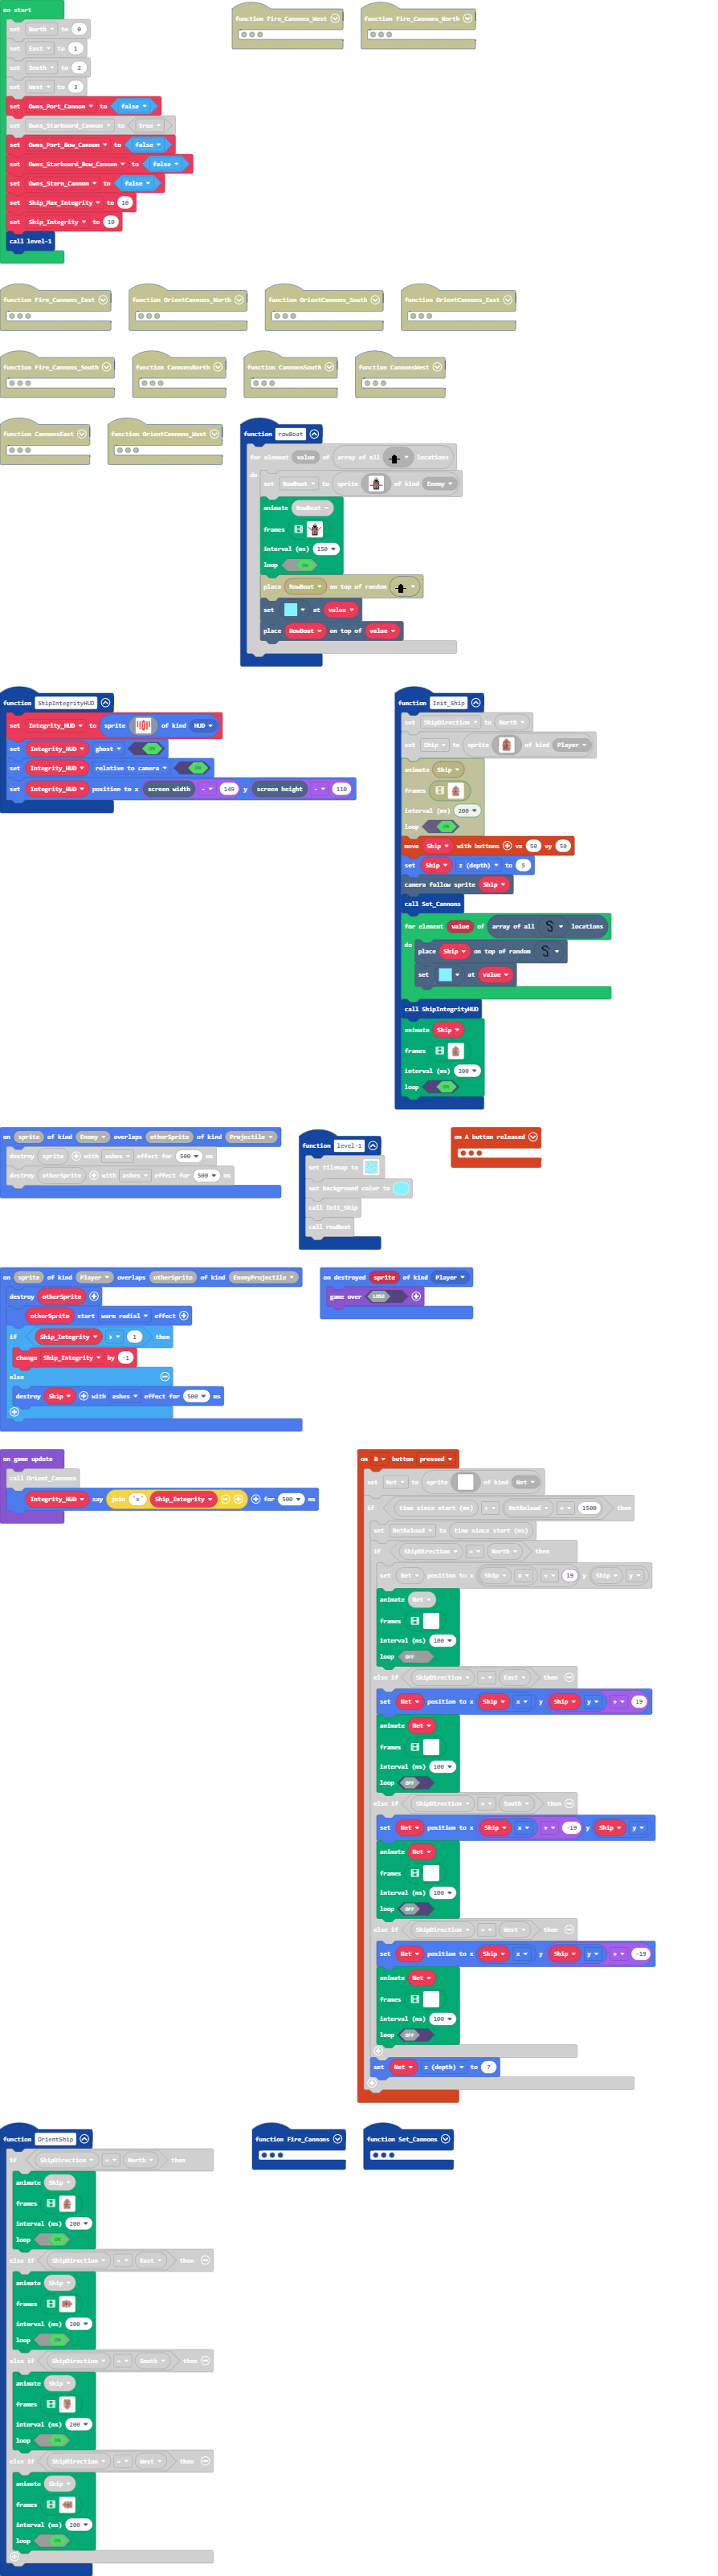 on start
set North to 0
set East to 1
set South to 2
set West to 3
set Owns_Port_Cannon to false
set Owns_Starboard_Cannon to true
set Owns_Port_Bow_Cannon to false
set Owns_Starboard_Bow_Cannon to false
set Owns_Stern_Cannon to false
set Ship_Max_Integrity to 10
set Ship_Integrity to 10
call level-1
function Fire_Cannons_West
function Fire_Cannons_North
function Fire_Cannons_East
function OrientCannons_North
function OrientCannons_South
function OrientCannons_East
function Fire_Cannons_South
function CannonsNorth
function CannonsSouth
function CannonsWest
function CannonsEast
function OrientCannons_West
function rowBoat
for element value of array of all locations
do
set RowBoat to sprite of kind Enemy
animate RowBoat
frames
interval (ms) 150
loop ON
place RowBoat on top of random
set at value
place RowBoat on top of value
function ShipIntegrityHUD
set Integrity_HUD to sprite of kind HUD
set Integrity_HUD ghost ON
set Integrity_HUD relative to camera ON
set Integrity_HUD position to x screen width - 149 y screen height - 110
function Init_Ship
set ShipDirection to North
set Ship to sprite of kind Player
animate Ship
frames
interval (ms) 200
loop ON
move Ship with buttons vx 50 vy 50
set Ship z (depth) to 5
camera follow sprite Ship
call Set_Cannons
for element value of array of all locations
do
place Ship on top of random
set at value
call ShipIntegrityHUD
animate Ship
frames
interval (ms) 200
loop ON
on sprite of kind Enemy overlaps otherSprite of kind Projectile
destroy sprite with ashes effect for 500 ms
destroy otherSprite with ashes effect for 500 ms
function level-1
set tilemap to
set background color to
call Init_Ship
call rowBoat
on A button released
on sprite of kind Player overlaps otherSprite of kind EnemyProjectile
destroy otherSprite
otherSprite start warm radial effect
if Ship_Integrity > 1 then
change Ship_Integrity by -1
else
destroy Ship with ashes effect for 500 ms
on destroyed sprite of kind Player
game over LOSE
on game update
call Orient_Cannons
Integrity_HUD say join "x" Ship_Integrity for 500 ms
on B button pressed
set Net to sprite of kind Net
if time since start (ms) > NetReload + 1500 then
set NetReload to time since start (ms)
if ShipDirection = North then
set Net position to x Ship x + 19 y Ship y
animate Net
frames
interval (ms) 100
loop OFF
else if ShipDirection = East then
set Net position to x Ship x y Ship y + 19
animate Net
frames
interval (ms) 100
loop OFF
else if ShipDirection = South then
set Net position to x Ship x + -19 y Ship y
animate Net
frames
interval (ms) 100
loop OFF
else if ShipDirection = West then
set Net position to x Ship x y Ship y + -19
animate Net
frames
interval (ms) 100
loop OFF
set Net z (depth) to 7
function OrientShip
if ShipDirection = North then
animate Ship
frames
interval (ms) 200
loop ON
else if ShipDirection = East then
animate Ship
frames
interval (ms) 200
loop ON
else if ShipDirection = South then
animate Ship
frames
interval (ms) 200
loop ON
else if ShipDirection = West then
animate Ship
frames
interval (ms) 200
loop ON
function Fire_Cannons
function Set_Cannons